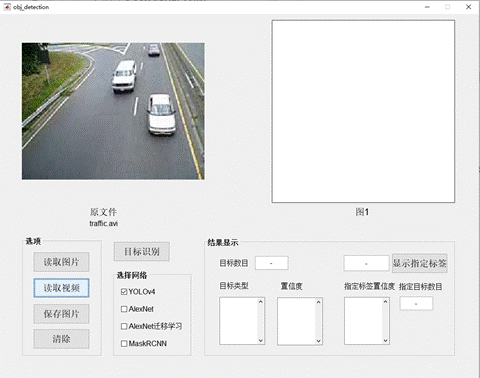 obj_detection
原文件
traffic.avi
图1
选项
读取图片
读取视频
保存图片
清除
目标识别
选择网络
YOLOv4
AlexNet
AlexNet迁移学习
MaskRCNN
结果显示
目标数目
-
-
显示指定标签
目标类型
置信度
指定标签置信度
指定目标数目
-